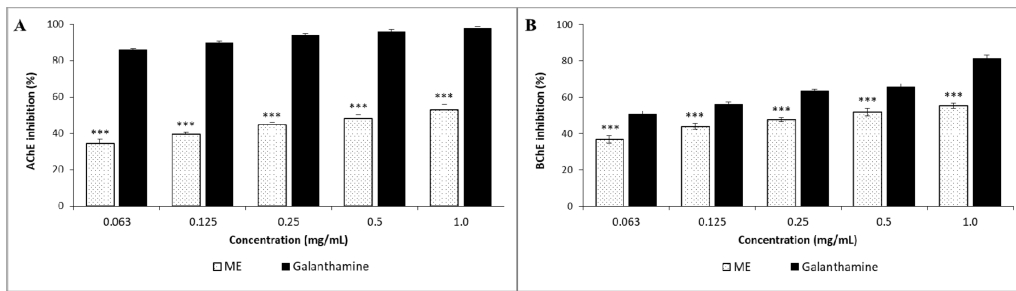 A
AChE inhibition (%)
100
80
60
40
20
0
***
***
***
***
***
0.063 0.125 0.25 0.5 1.0
Concentration (mg/mL)
ME Galanthamine
B
BChE inhibition (%)
100
80
60
40
20
0
***
***
***
***
***
0.063 0.125 0.25 0.5 1.0
Concentration (mg/mL)
ME Galanthamine